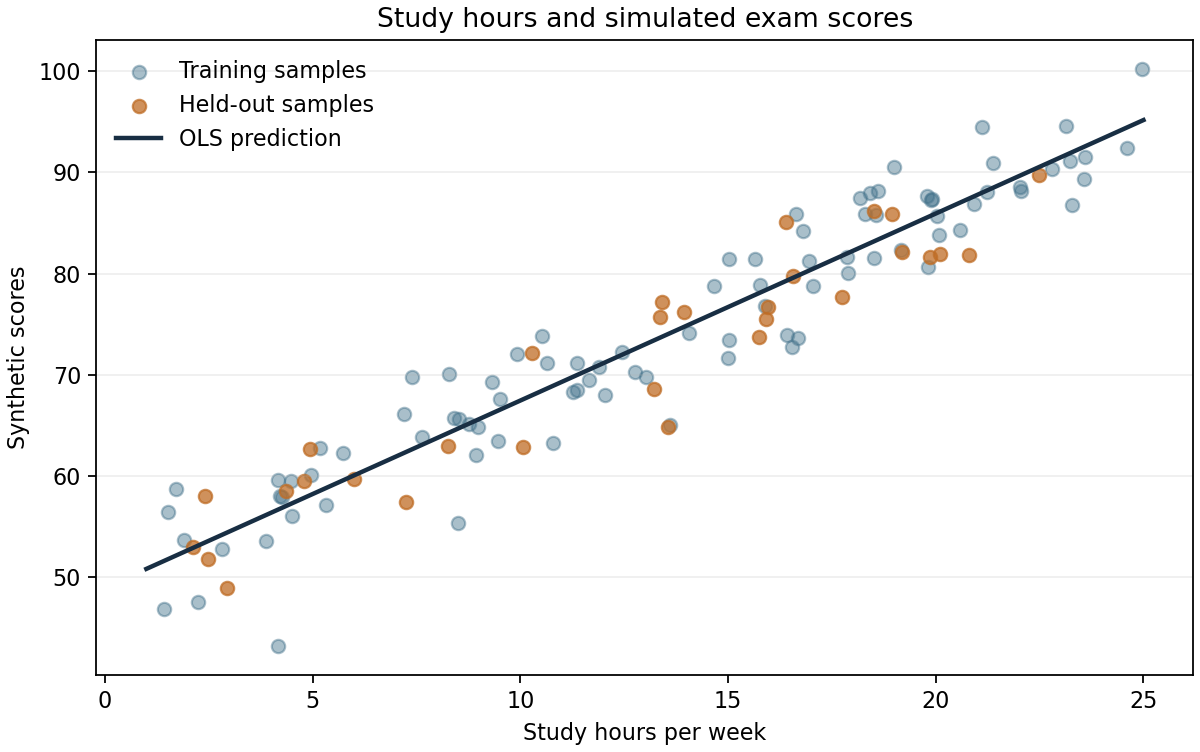 Study hours and simulated exam scores
Training samples
Held-out samples
OLS prediction
Synthetic scores
100
90
80
70
60
50
0
5
10
15
20
25
Study hours per week